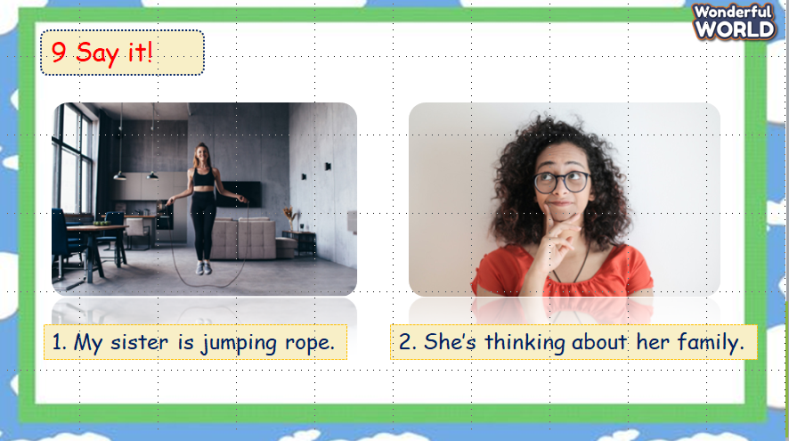 Wonderful
WORLD
9 Say it!
1. My sister is jumping rope.
2. She's thinking about her family.